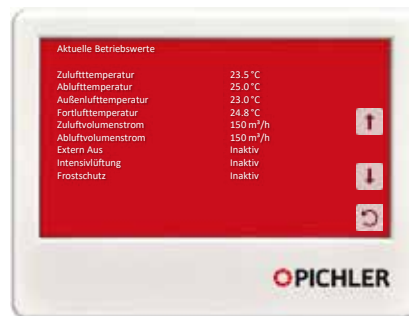 Aktuelle Betriebswerte
Zulufttemperatur 23.5 °C
Ablufttemperatur 25.0 °C
Außenlufttemperatur 23.0 °C
Fortlufttemperatur 24.8 °C
Zuluftvolumenstrom 150 m³/h
Abluftvolumenstrom 150 m³/h
Extern Aus Inaktiv
Intensivlüftung Inaktiv
Frostschutz Inaktiv
PICHLER